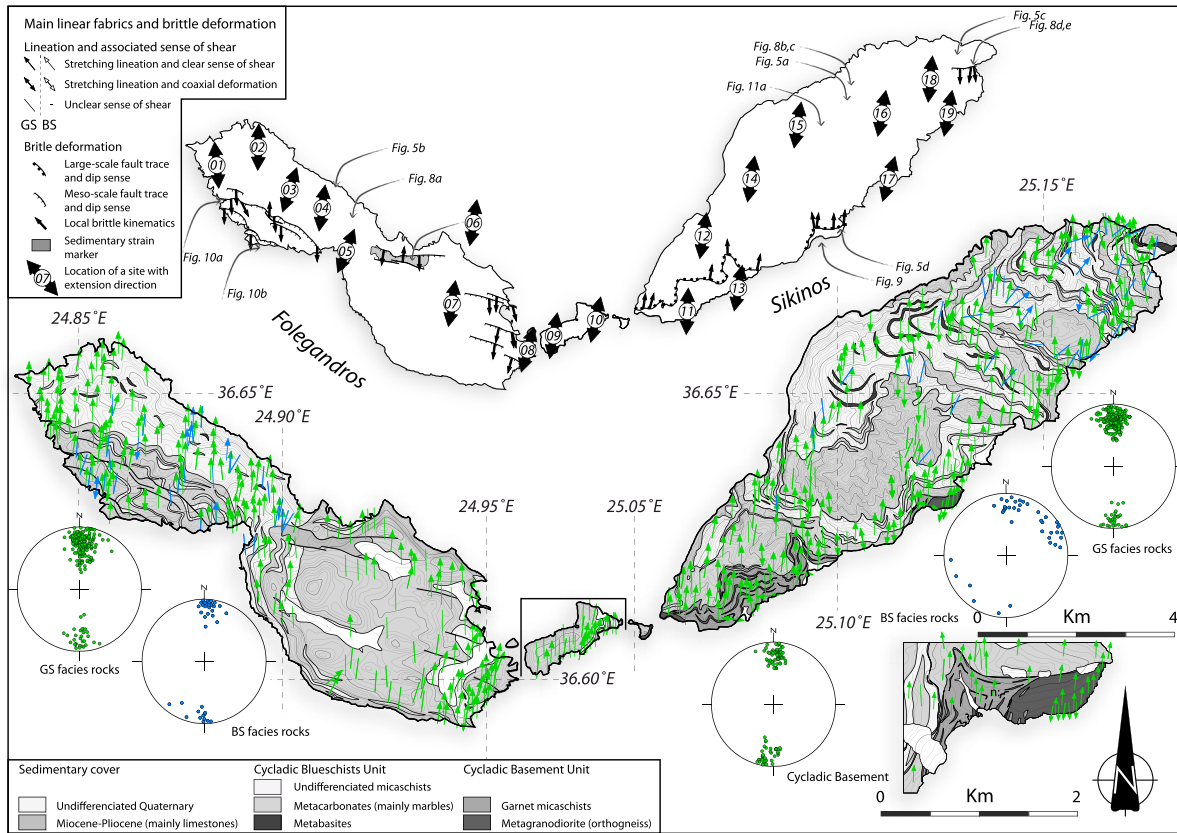 Main linear fabrics and brittle deformation
Lineation and associated sense of shear
Stretching lineation and clear sense of shear
Stretching lineation and coaxial deformation
Unclear sense of shear
GS BS
Britle deformation
Large-scale fault trace
and dip sense
Meso-scale fault trace
and dip sense
Local brittle kinematics
Sedimentary strain
marker
07
Location of a site with
extension direction
01
02
03
04
05
06
07
08
09
10
11
12
13
14
15
16
17
18
19
Fig. 5b
Fig. 8a
Fig. 10a
Fig. 10b
Fig. 8b,c
Fig. 5a
Fig. 11a
Fig. 5c
Fig. 8d,e
Fig. 5d
Fig. 9
Folegandros
Sikinos
24.85˚E
36.65˚E
24.90˚E
24.95˚E
25.05˚E
36.60˚E
36.65˚E
25.15˚E
25.10˚E
N
GS facies rocks
N
BS facies rocks
N
Cycladic Basement
N
BS facies rocks
N
GS facies rocks
0 Km 4
0 Km 2
N
Sedimentary cover
Undifferenciated Quaternary
Miocene-Pliocene (mainly limestones)
Cycladic Blueschists Unit
Undifferenciated micaschists
Metacarbonates (mainly marbles)
Metabasites
Cycladic Basement Unit
Garnet micaschists
Metagranodiorite (orthogneiss)